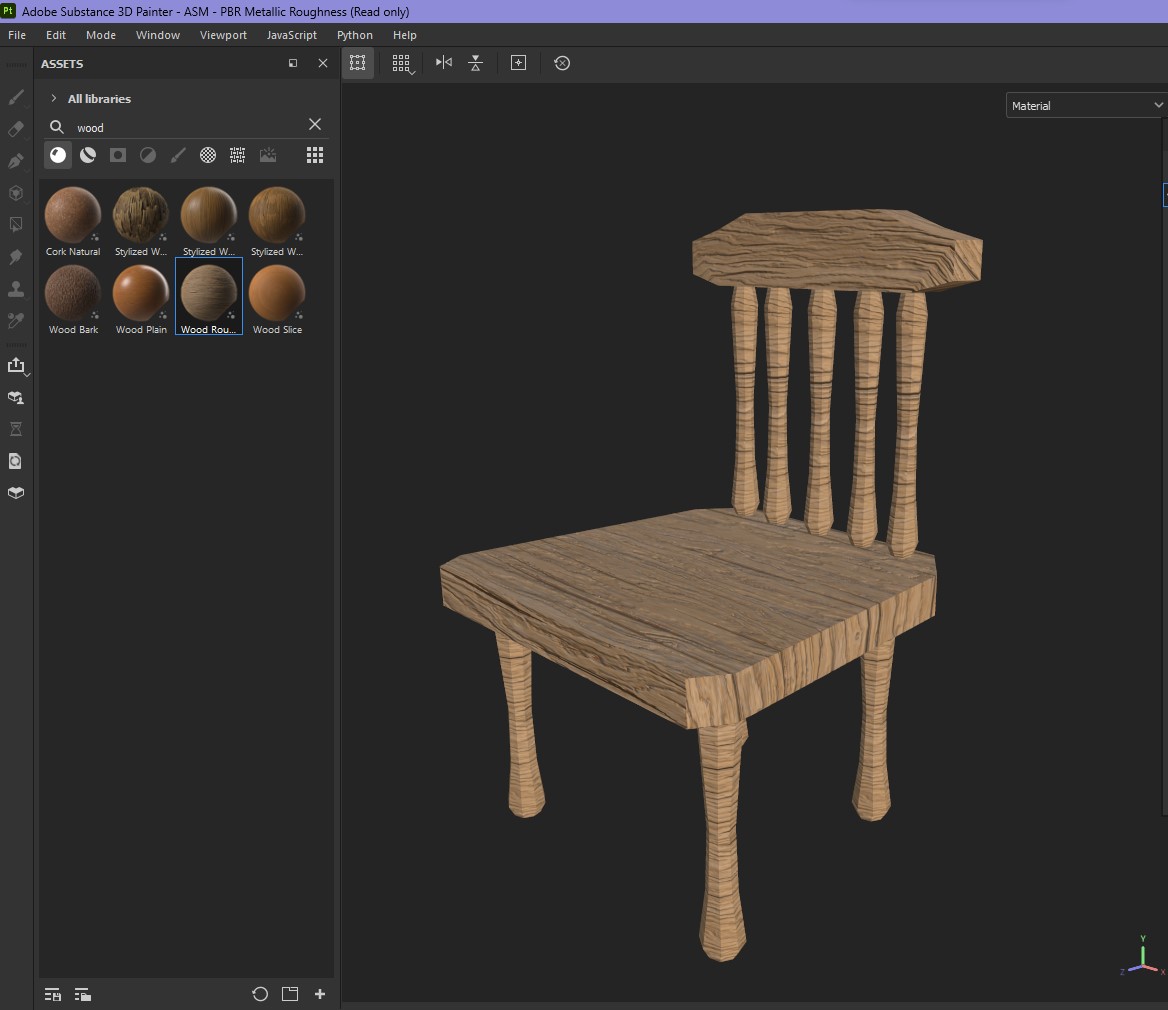 Pt Adobe Substance 3D Painter - ASM - PBR Metallic Roughness (Read only)
File Edit Mode Window Viewport JavaScript Python Help
ASSETS
All libraries
wood
Material
Cork Natural Stylized W... Stylized W... Stylized W...
Wood Bark Wood Plain Wood Rou... Wood Slice
Y
Z X